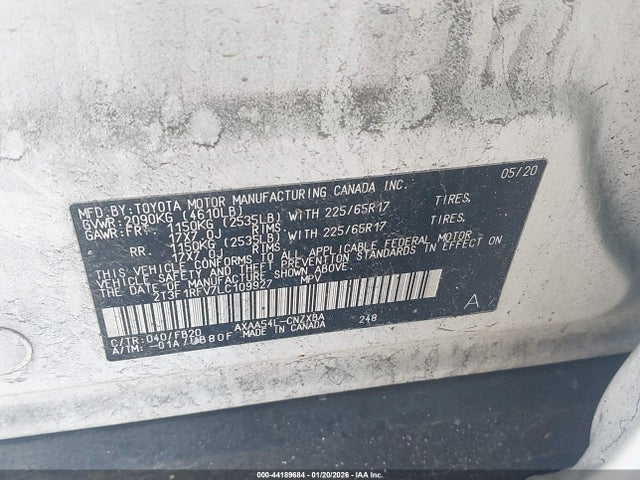 MFD.BY:TOYOTA MOTOR MANUFACTURING CANADA INC. 05/20
GVWR:2090KG (4610LB)
GAWR:FR. 1150KG (2535LB) WITH 225/65R17 TIRES.
17X7.0J RIMS
RR. 1150KG (2535LB) WITH 225/65R17 TIRES.
17X7.0J RIMS
THIS VEHICLE CONFORMS TO ALL APPLICABLE FEDERAL MOTOR
VEHICLE SAFETY AND THEFT PREVENTION STANDARDS IN EFFECT ON
THE DATE OF MANUFACTURE SHOWN ABOVE.
2T3F1RFV7LC109927 MPV
A
C/TR:040/FB20 AXAA54L-CNZXBA 248
A/TM:-01A/UB80F MADE IN CANADA
000-44189684 | 01/20/2026 - IAA Inc.